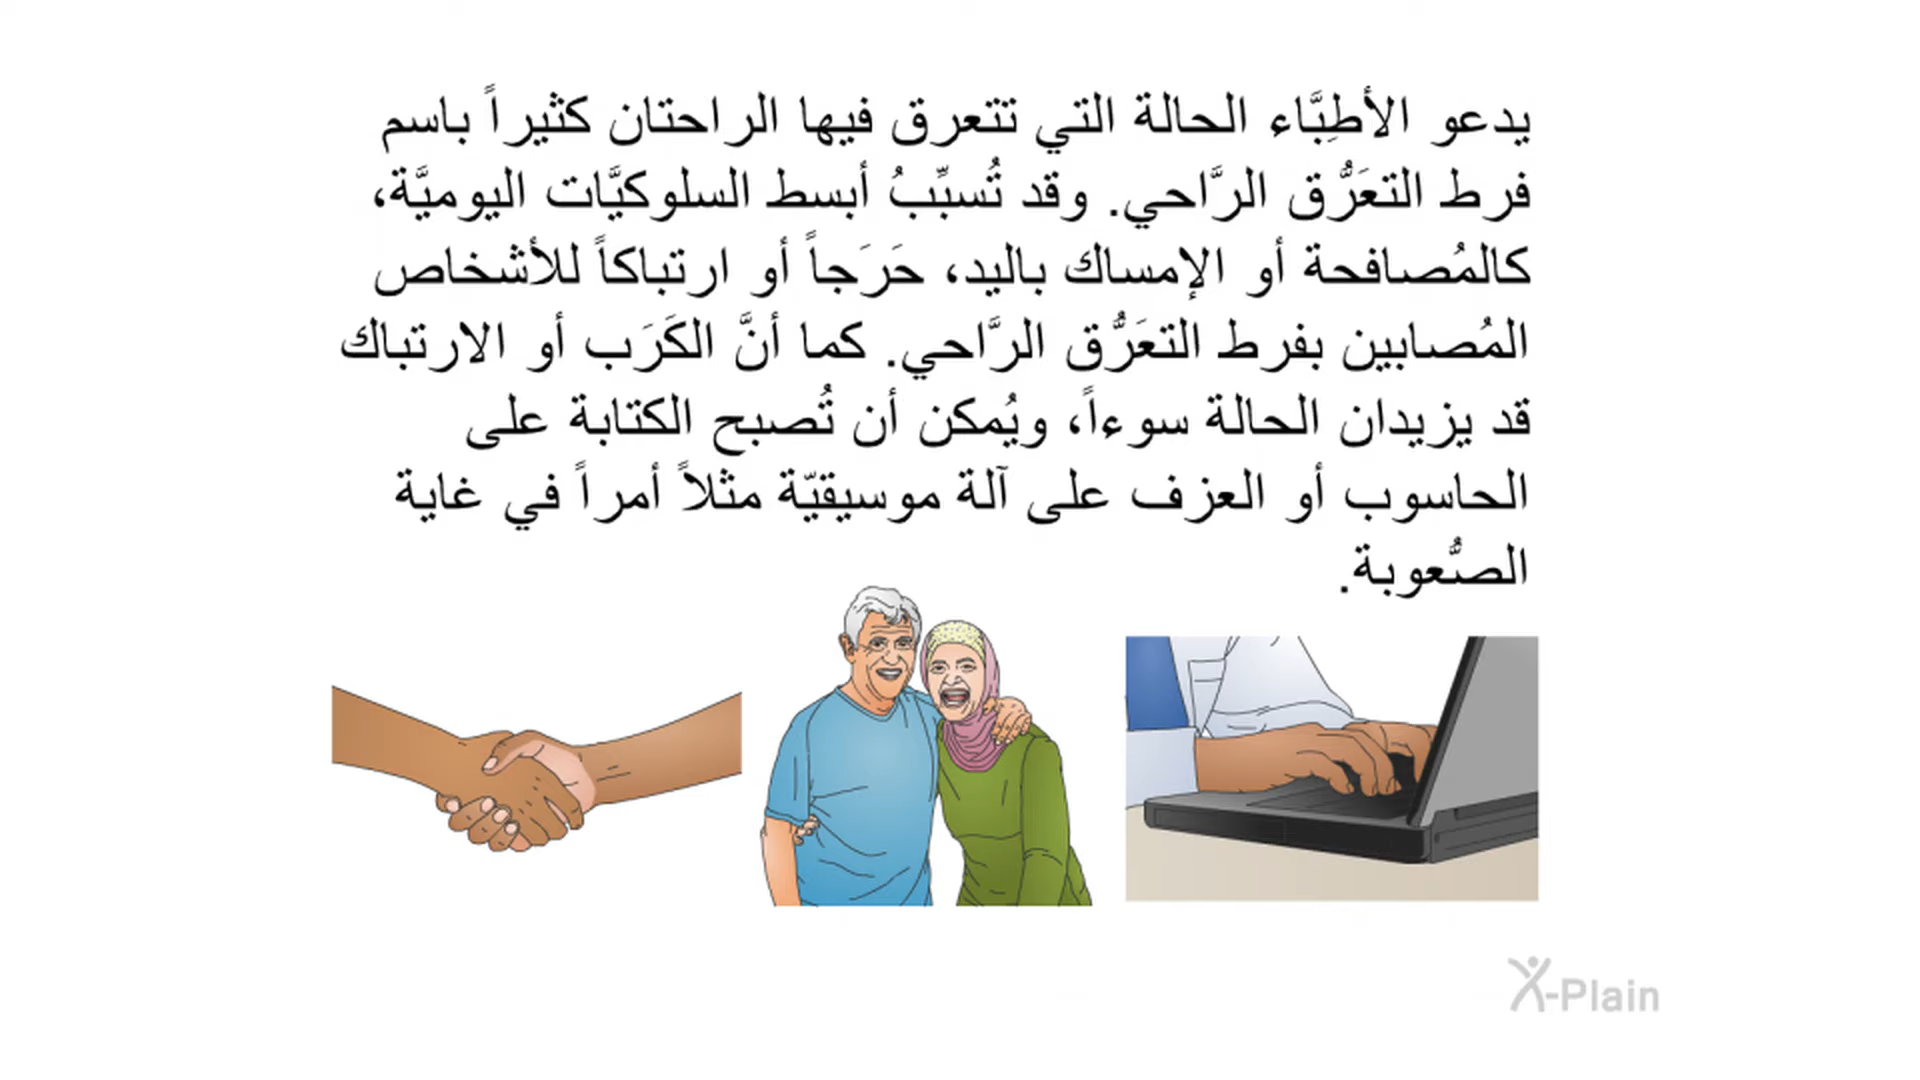 يدعو الأطِبَّاء الحالة التي تتعرق فيها الراحتان كثيراً باسم
فرط التعَرُّق الرَّاحي. وقد تُسبِّبُ أبسط السلوكيَّات اليوميَّة،
كالمُصافحة أو الإمساك باليد، حَرَجاً أو ارتباكاً للأشخاص
المُصابين بفرط التعَرُّق الرَّاحي. كما أنَّ الكَرَب أو الارتباك
قد يزيدان الحالة سوءاً، ويُمكن أن تُصبح الكتابة على
الحاسوب أو العزف على آلة موسيقيّة مثلاً أمراً في غاية
الصُّعوبة.
X-Plain